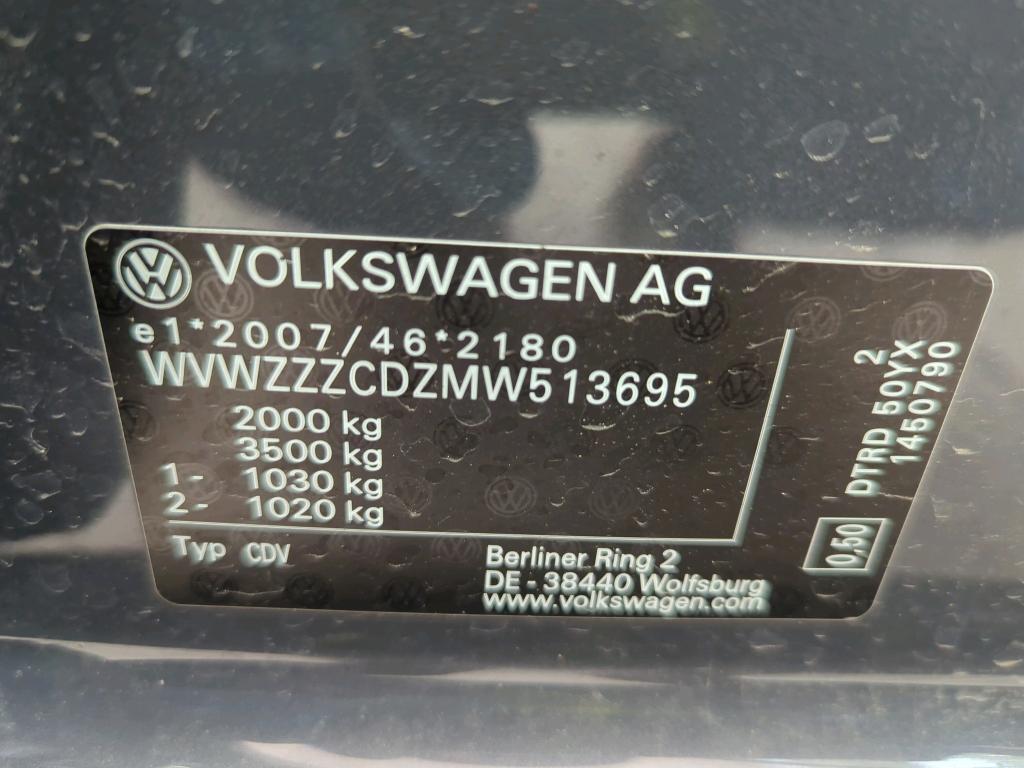 VOLKSWAGEN AG
e1*2007/46*2180
WVWZZZCDZMW513695
2000 kg
3500 kg
1- 1030 kg
2- 1020 kg
Typ CDV
Berliner Ring 2
DE - 38440 Wolfsburg
www.volkswagen.com
2
DTRD 50YX
1450790
0,50